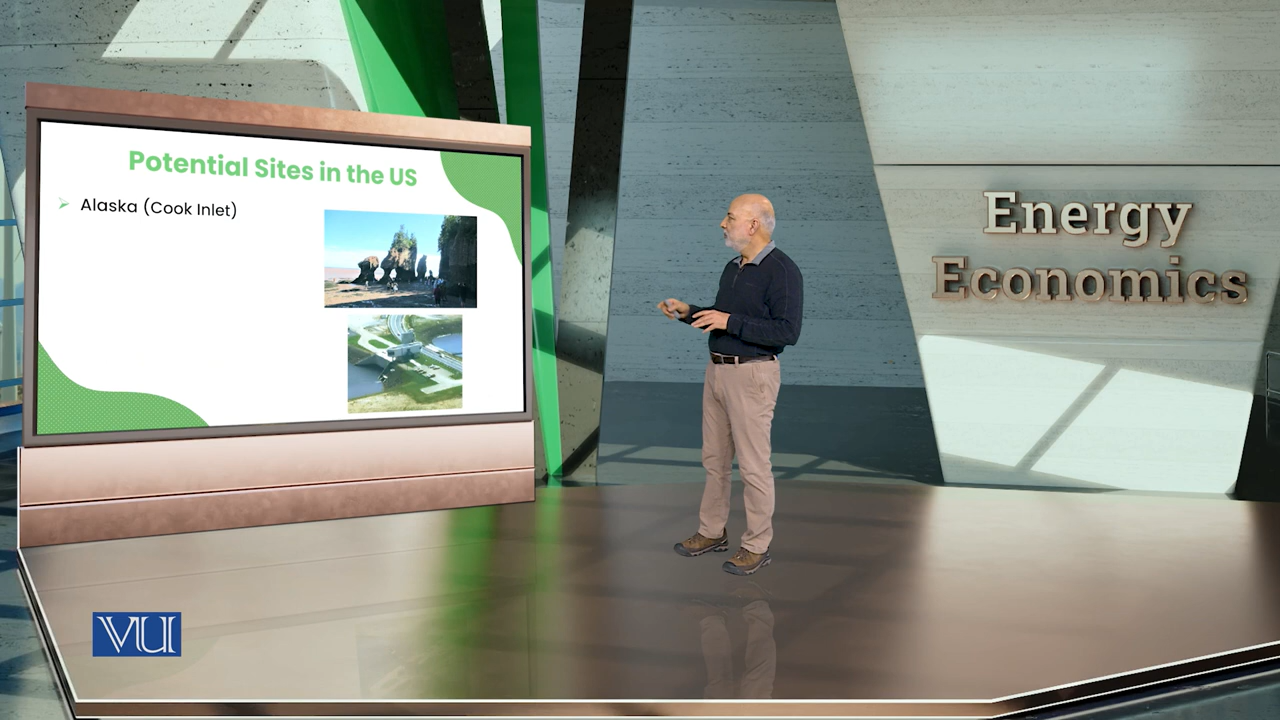 Potential Sites in the US
Alaska (Cook Inlet)
Energy
Economics
VU